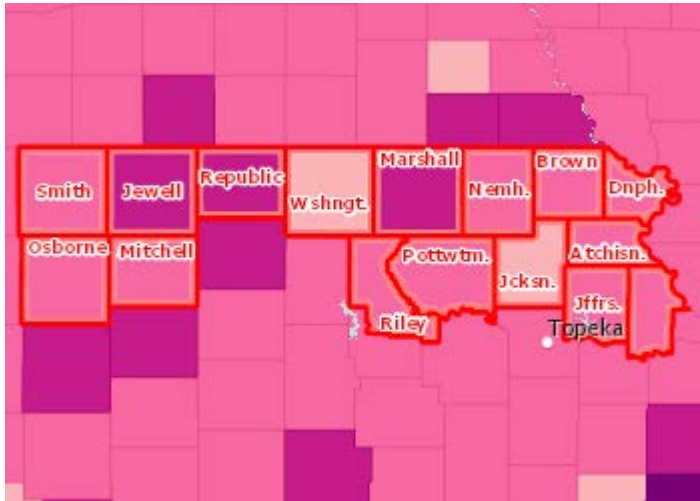 Smith
Jewell
Republic
Wshngt.
Marshall
Nemh.
Brown
Dnph.
Osborne
Mitchell
Pottwtm.
Jcksn.
Atchisn.
Jffrs.
Riley
Topeka